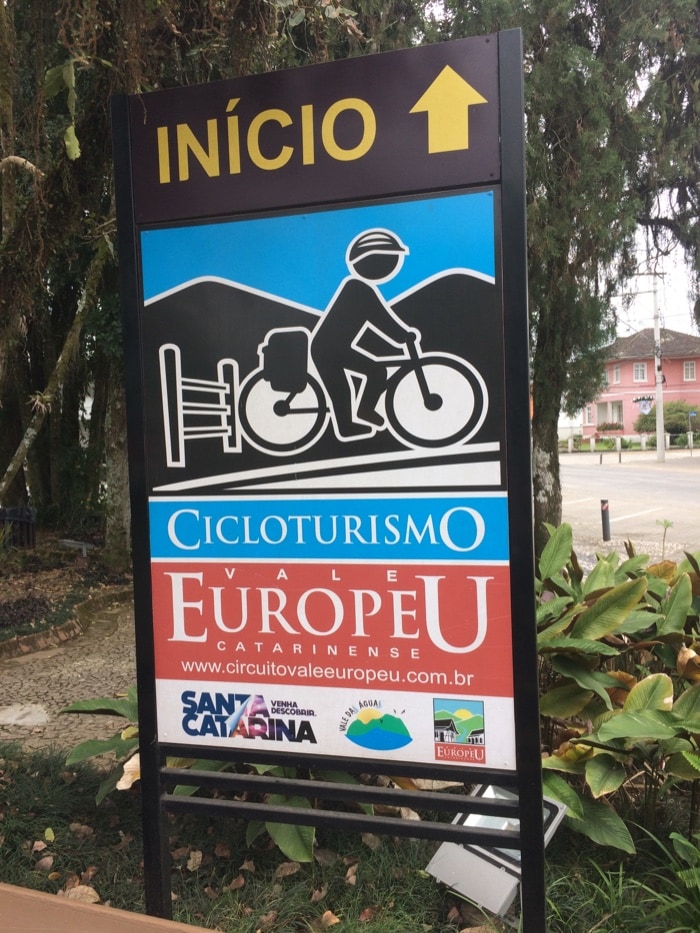 INÍCIO
CICLOTURISMO
VALE
EUROPEU
CATARINENSE
www.circuitovaleeuropeu.com.br
SANTA
CATARINA
VENHA
DESCOBRIR.
VALE DAS ÁGUAS
EUROPEU